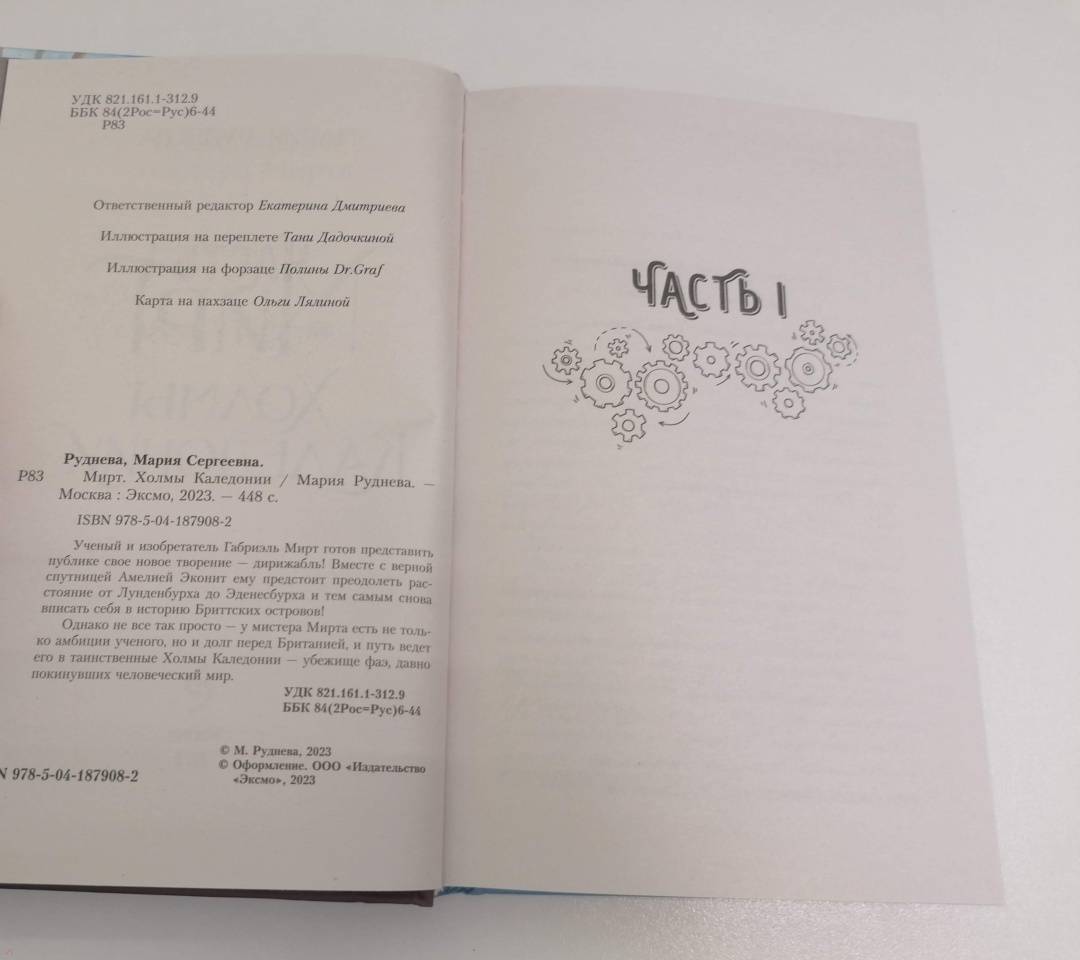 УДК 821.161.1-312.9
ББК 84(2Рос=Рус)6-44
Р83
Ответственный редактор Екатерина Дмитриева
Иллюстрация на переплете Тани Дадочкиной
Иллюстрация на форзаце Полины Dr.Graf
Карта на нахзаце Ольги Лялиной
Руднева, Мария Сергеевна.
Р83 Мирт. Холмы Каледонии / Мария Руднева. —
Москва : Эксмо, 2023. — 448 с.
ISBN 978-5-04-187908-2
Ученый и изобретатель Габриэль Мирт готов представить
публике свое новое творение — дирижабль! Вместе с верной
спутницей Амелией Эконит ему предстоит преодолеть рас-
стояние от Лунденбурха до Эденесбурха и тем самым снова
вписать себя в историю Бриттских островов!
Однако не все так просто — у мистера Мирта есть не толь-
ко амбиции ученого, но и долг перед Британией, и путь ведет
его в таинственные Холмы Каледонии — убежище фаэ, давно
покинувших человеческий мир.
УДК 821.161.1-312.9
ББК 84(2Рос=Рус)6-44
© М. Руднева, 2023
© Оформление. ООО «Издательство
«Эксмо», 2023
N 978-5-04-187908-2
ЧАСТЬ I